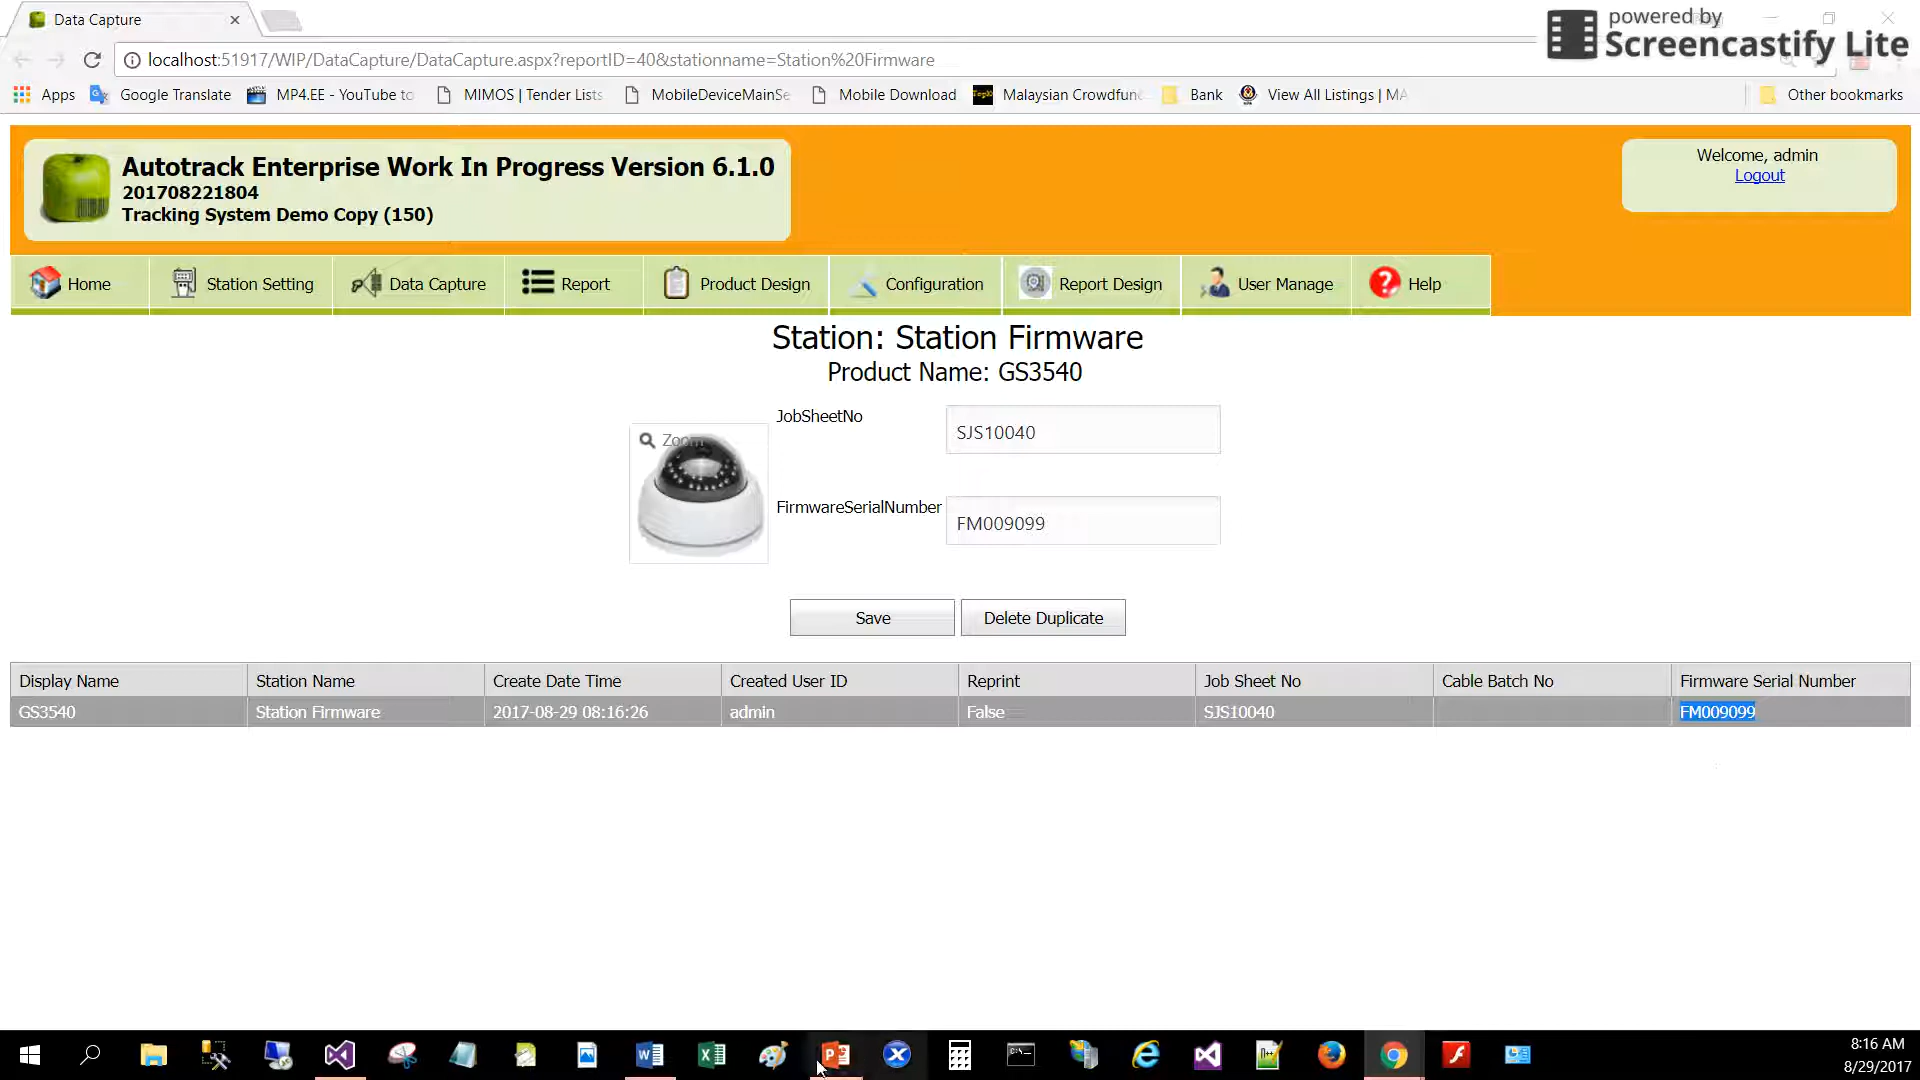 Data Capture
powered by
Screencastify Lite
localhost:51917/WIP/DataCapture/DataCapture.aspx?reportID=40&stationname=Station%20Firmware
Apps Google Translate MP4.EE - YouTube to MIMOS | Tender Lists MobileDeviceMainSe Mobile Download Malaysian Crowdfund Bank View All Listings | MA Other bookmarks
Autotrack Enterprise Work In Progress Version 6.1.0
201708221804
Tracking System Demo Copy (150)
Welcome, admin
Logout
Home Station Setting Data Capture Report Product Design Configuration Report Design User Manage Help
Station: Station Firmware
Product Name: GS3540
Zoom
JobSheetNo SJS10040
FirmwareSerialNumber FM009099
Save Delete Duplicate
Display Name Station Name Create Date Time Created User ID Reprint Job Sheet No Cable Batch No Firmware Serial Number
GS3540 Station Firmware 2017-08-29 08:16:26 admin False SJS10040 FM009099
8:16 AM
8/29/2017